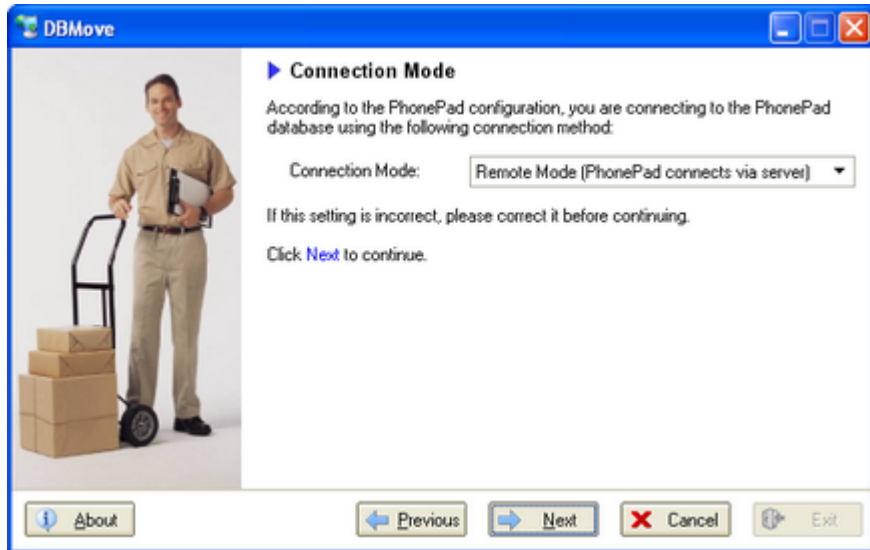 DBMove
Connection Mode
According to the PhonePad configuration, you are connecting to the PhonePad
database using the following connection method:
Connection Mode: Remote Mode (PhonePad connects via server)
If this setting is incorrect, please correct it before continuing.
Click Next to continue.
About Previous Next Cancel Exit